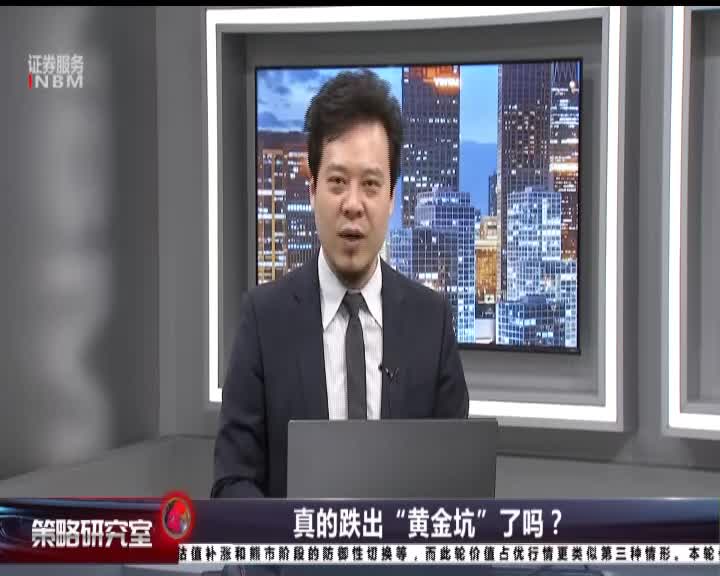 证券服务
NBM
真的跌出“黄金坑”了吗？
策略研究室
估值补涨和熊市阶段的防御性切换等，而此轮价值占优行情更类似第三种情形。本轮